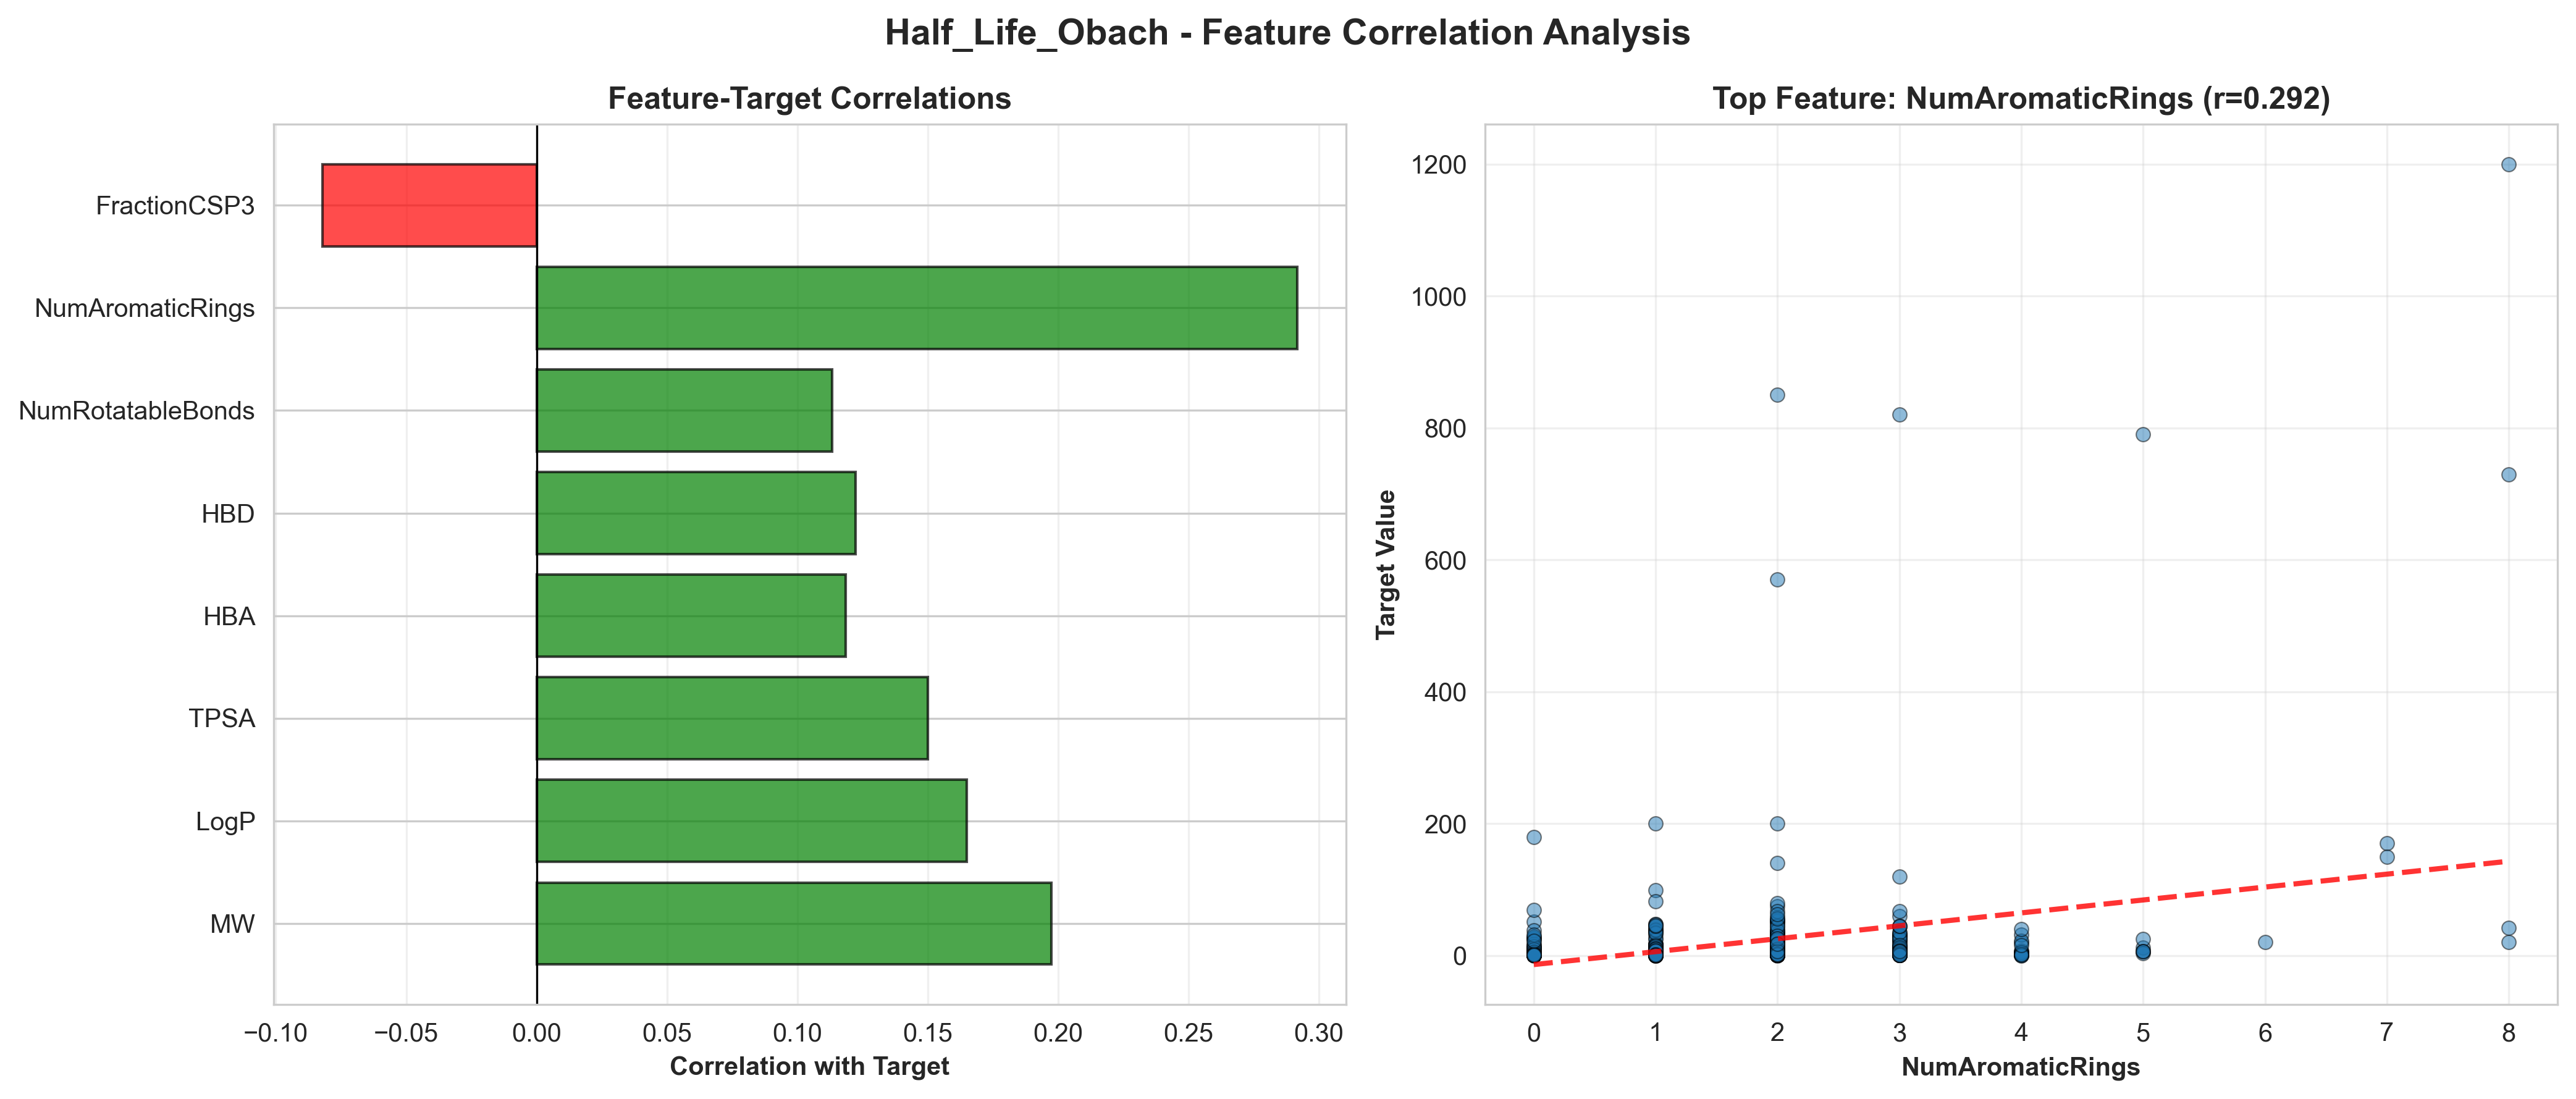 Half_Life_Obach - Feature Correlation Analysis
Feature-Target Correlations
FractionCSP3
NumAromaticRings
NumRotatableBonds
HBD
HBA
TPSA
LogP
MW
−0.10 −0.05 0.00 0.05 0.10 0.15 0.20 0.25 0.30
Correlation with Target
Top Feature: NumAromaticRings (r=0.292)
Target Value
1200
1000
800
600
400
200
0
0 1 2 3 4 5 6 7 8
NumAromaticRings